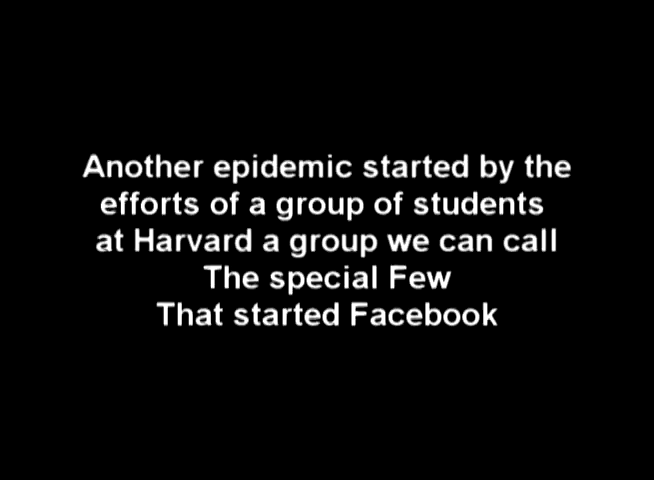 Another epidemic started by the
efforts of a group of students
at Harvard a group we can call
The special Few
That started Facebook